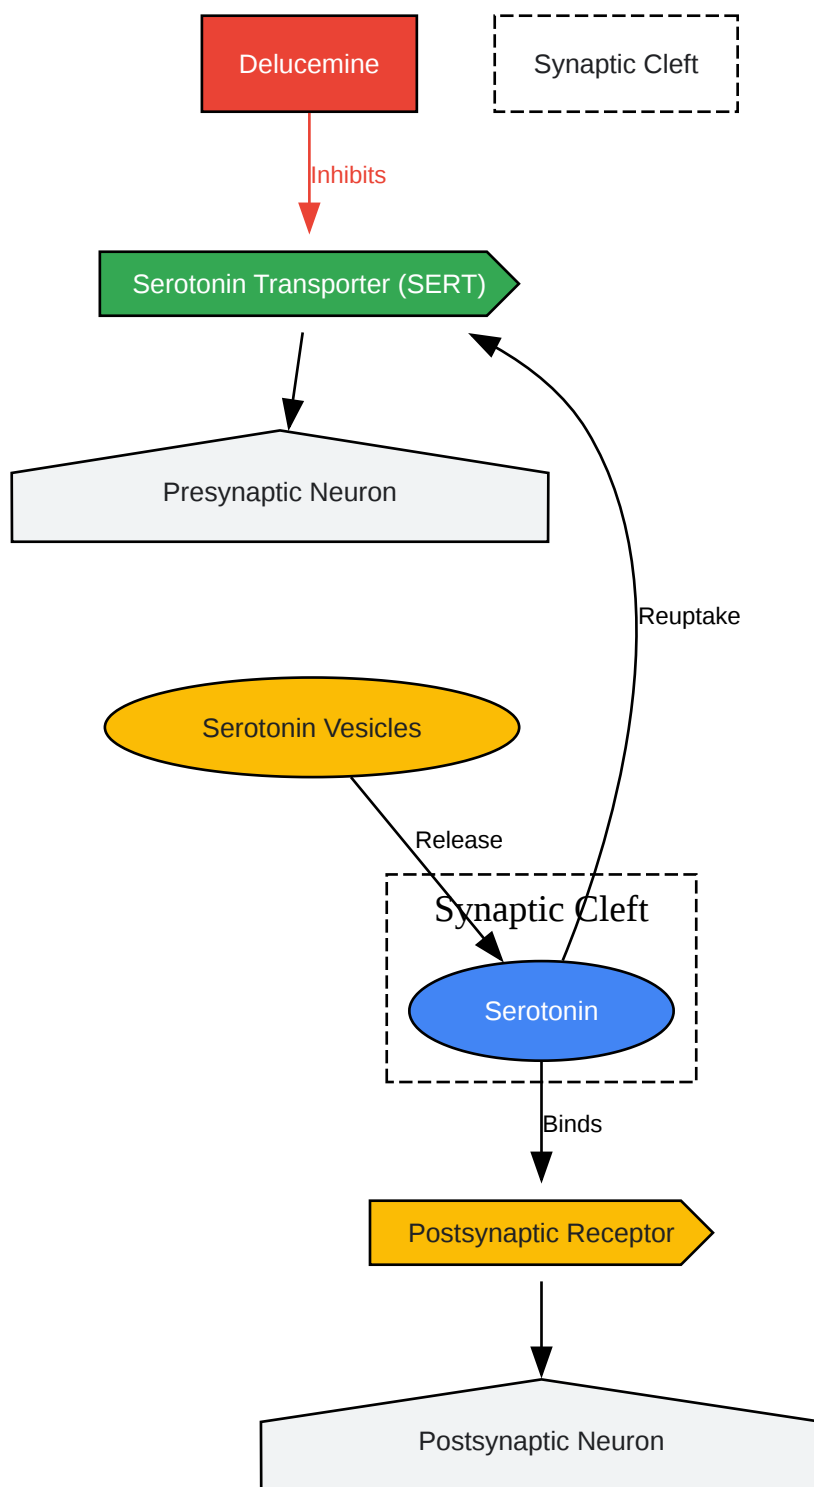 Delucemine
Synaptic Cleft
Inhibits
Serotonin Transporter (SERT)
Presynaptic Neuron
Reuptake
Serotonin Vesicles
Release
Synaptic Cleft
Serotonin
Binds
Postsynaptic Receptor
Postsynaptic Neuron